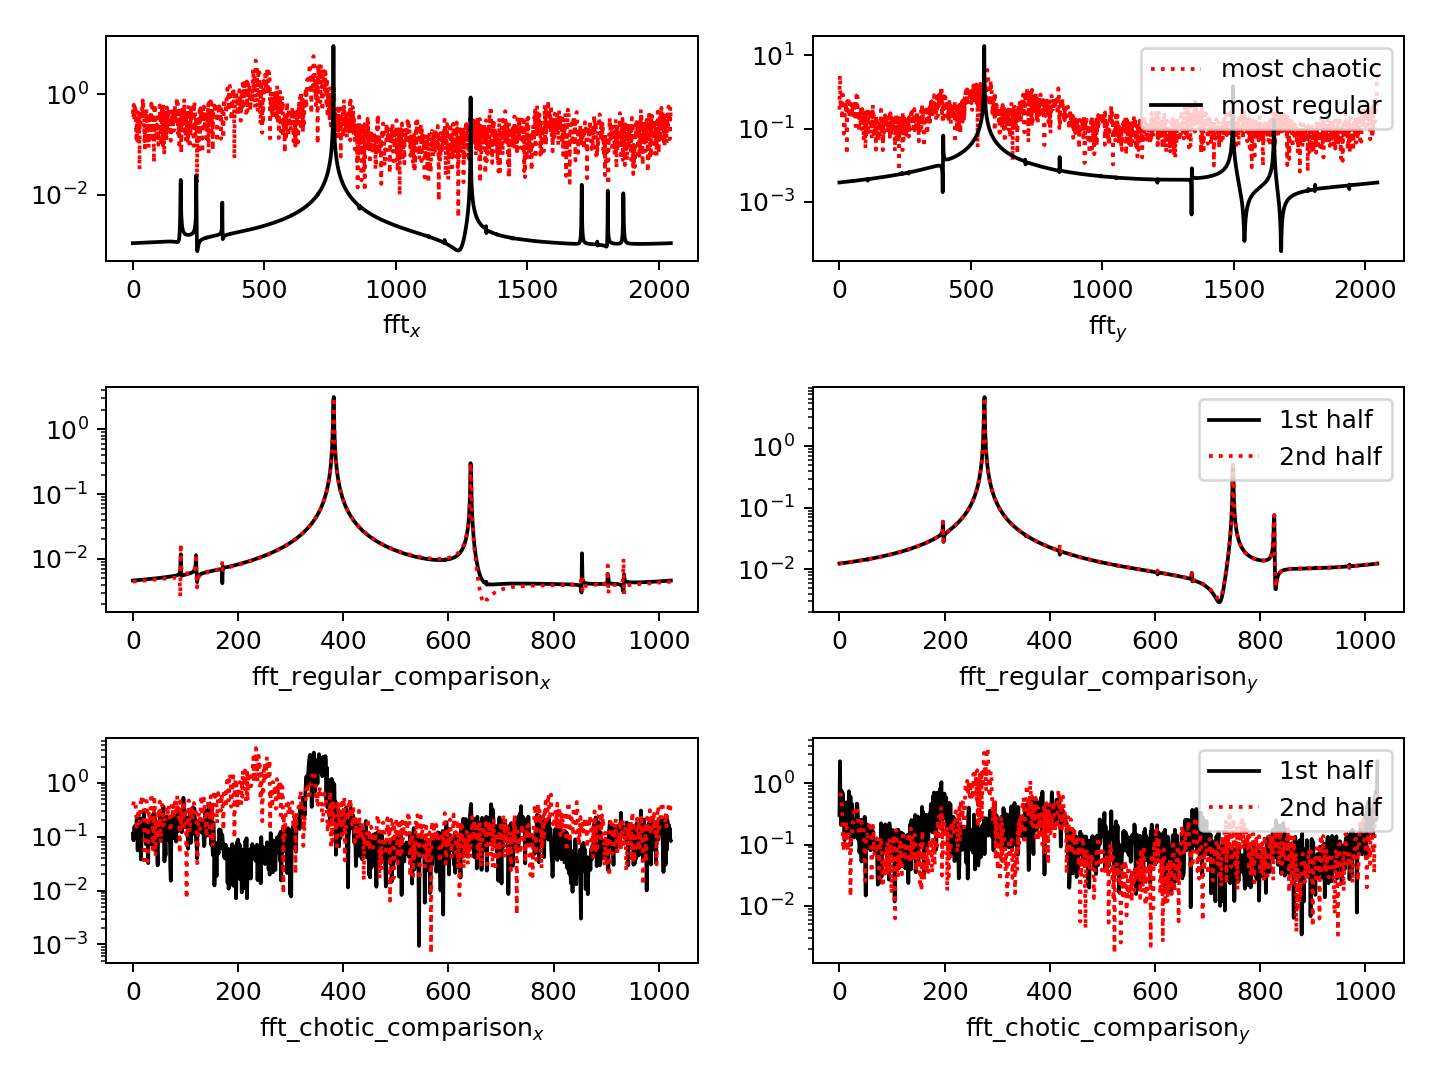 10⁰
10⁻²
0 500 1000 1500 2000
fftₓ
10¹
10⁻¹
10⁻³
most chaotic
most regular
0 500 1000 1500 2000
fft_y
10⁰
10⁻¹
10⁻²
0 200 400 600 800 1000
fft_regular_comparisonₓ
10⁰
10⁻¹
10⁻²
1st half
2nd half
0 200 400 600 800 1000
fft_regular_comparison_y
10⁰
10⁻¹
10⁻²
10⁻³
0 200 400 600 800 1000
fft_chotic_comparisonₓ
10⁰
10⁻¹
10⁻²
1st half
2nd half
0 200 400 600 800 1000
fft_chotic_comparison_y